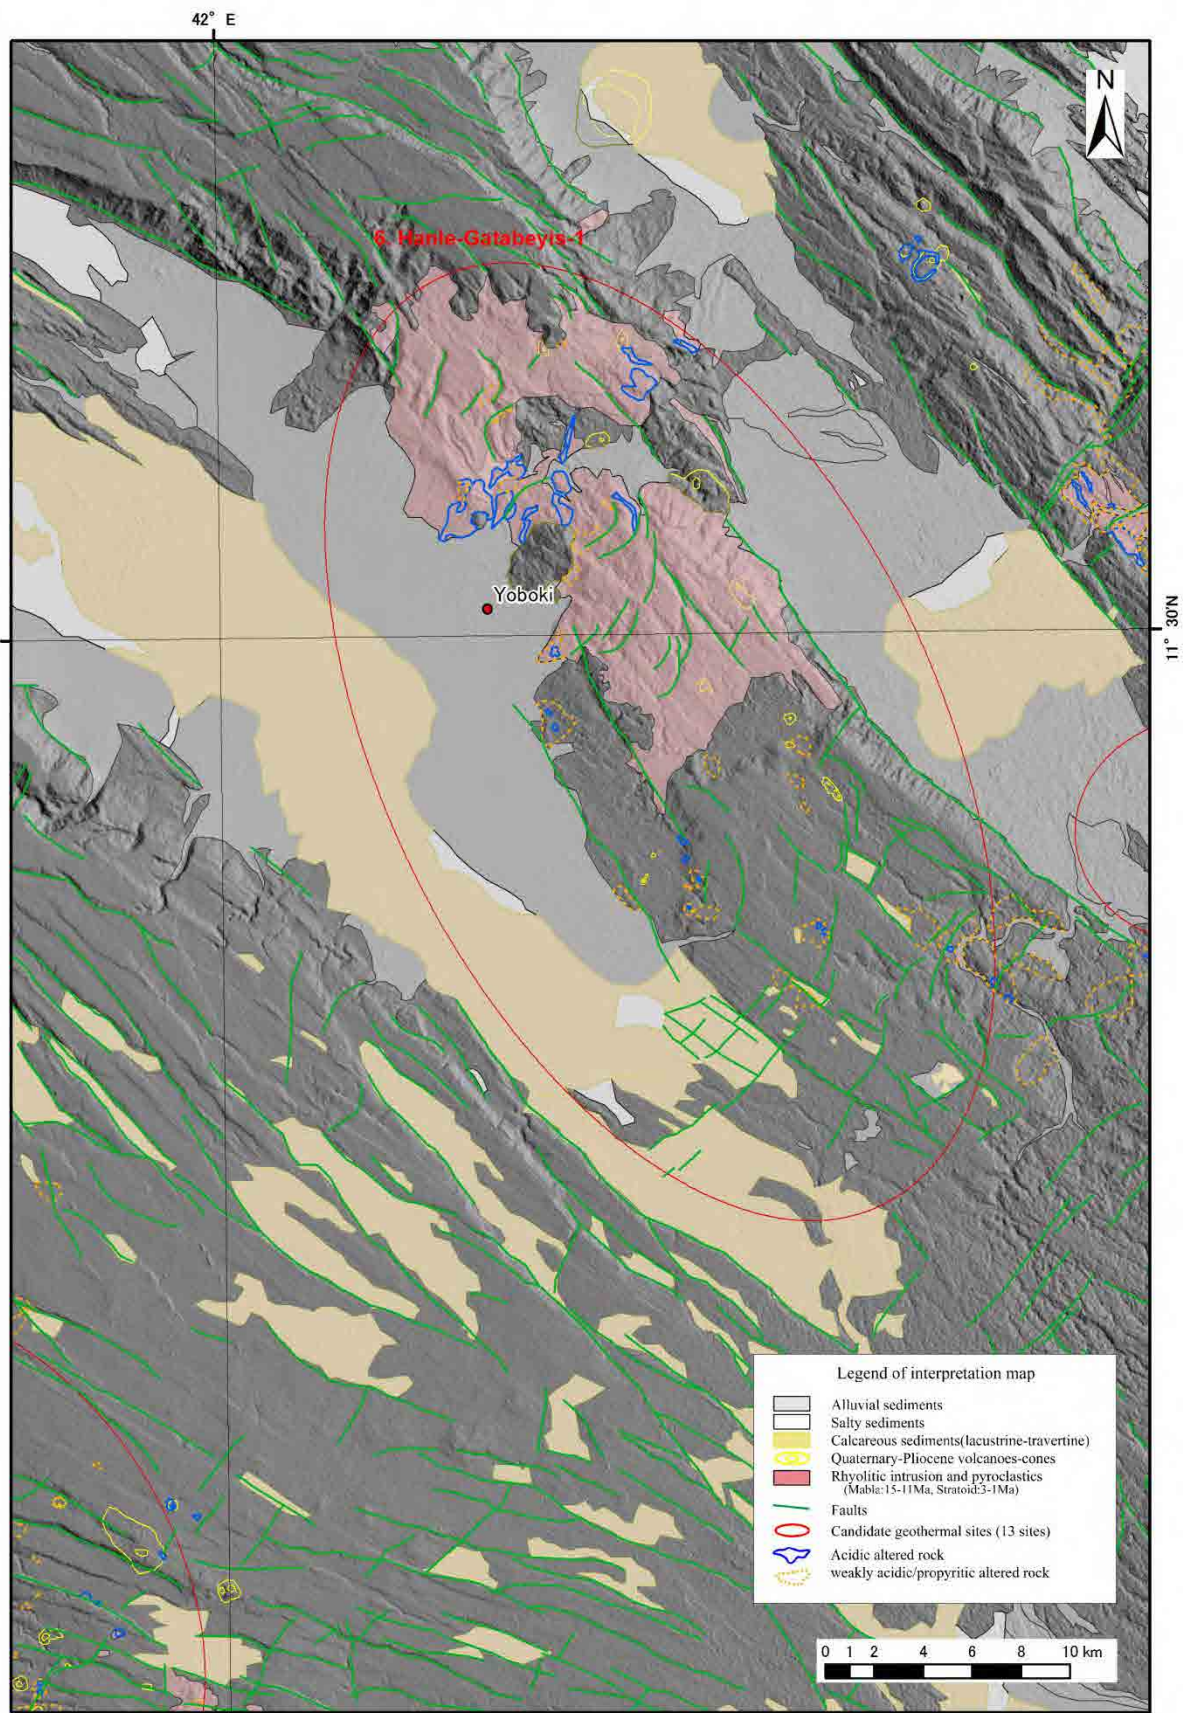 42° E
N
6. Hanle-Gatabeyis-1
Yoboki
11° 30'N
Legend of interpretation map
Alluvial sediments
Salty sediments
Calcareous sediments(lacustrine-travertine)
Quaternary-Pliocene volcanoes-cones
Rhyolitic intrusion and pyroclastics
(Mabla:15-11Ma, Stratoid:3-1Ma)
Faults
Candidate geothermal sites (13 sites)
Acidic altered rock
weakly acidic/propyritic altered rock
0 1 2 4 6 8 10 km